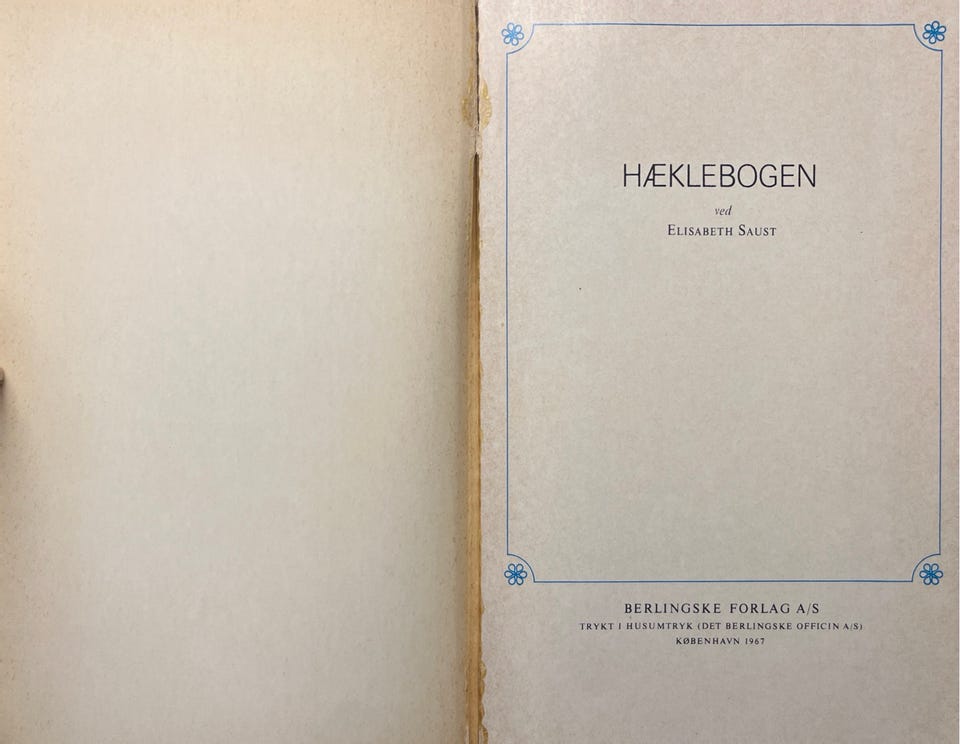 HÆKLEBOGEN
ved
ELISABETH SAUST
BERLINGSKE FORLAG A/S
TRYKT I HUSUMTRYK (DET BERLINGSKE OFFICIN A/S)
KØBENHAVN 1967